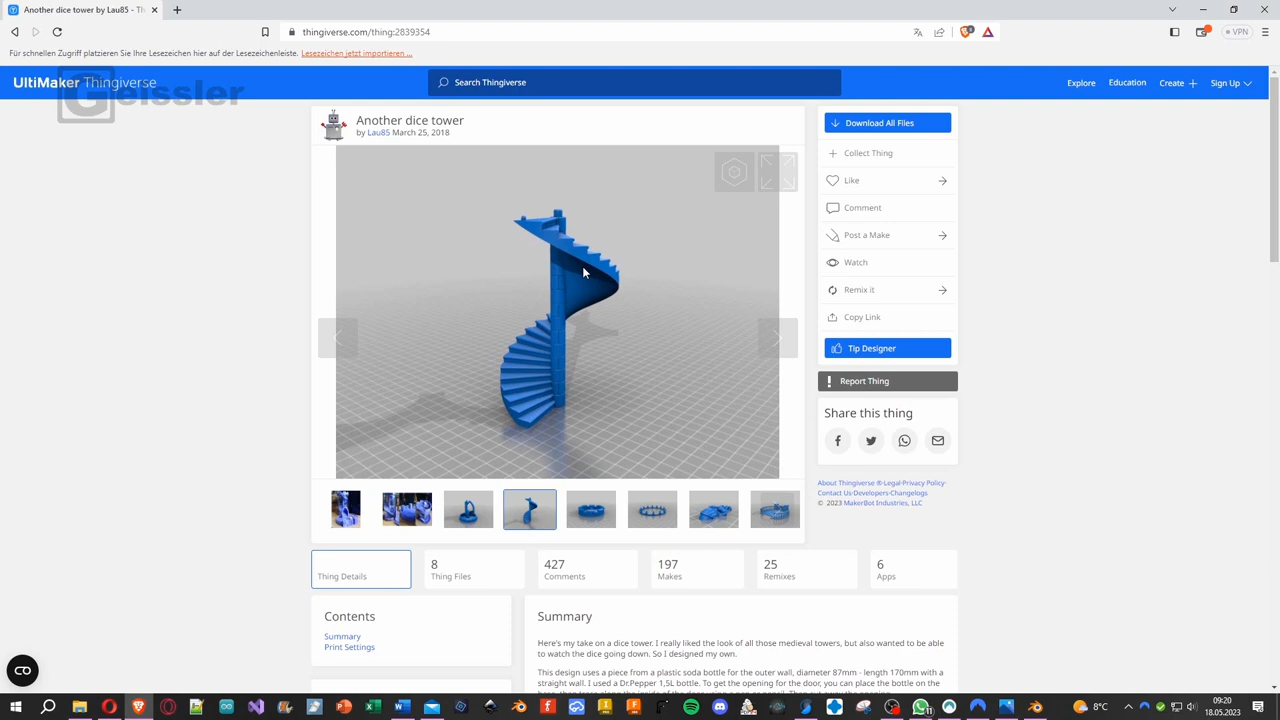 Another dice tower by Lau85 - Th
thingiverse.com/thing:2839354
VPN
Für schnellen Zugriff platzieren Sie Ihre Lesezeichen hier auf der Lesezeichenleiste. Lesezeichen jetzt importieren ...
UltiMaker Thingiverse
Geissler
Search Thingiverse
Explore
Education
Create
Sign Up
Another dice tower
by Lau85 March 25, 2018
Download All Files
Collect Thing
Like
Comment
Post a Make
Watch
Remix it
Copy Link
Tip Designer
Report Thing
Share this thing
About Thingiverse ®·Legal·Privacy Policy·
Contact Us·Developers·Changelogs
© 2023 MakerBot Industries, LLC
Thing Details
8
Thing Files
427
Comments
197
Makes
25
Remixes
6
Apps
Contents
Summary
Print Settings
Summary
Here's my take on a dice tower. I really liked the look of all those medieval towers, but also wanted to be able
to watch the dice going down. So I designed my own.
This design uses a piece from a plastic soda bottle for the outer wall, diameter 87mm - length 170mm with a
straight wall. I used a Dr.Pepper 1,5L bottle. To get the opening for the door, you can place the bottle on the
8°C
09:20
18.05.2023